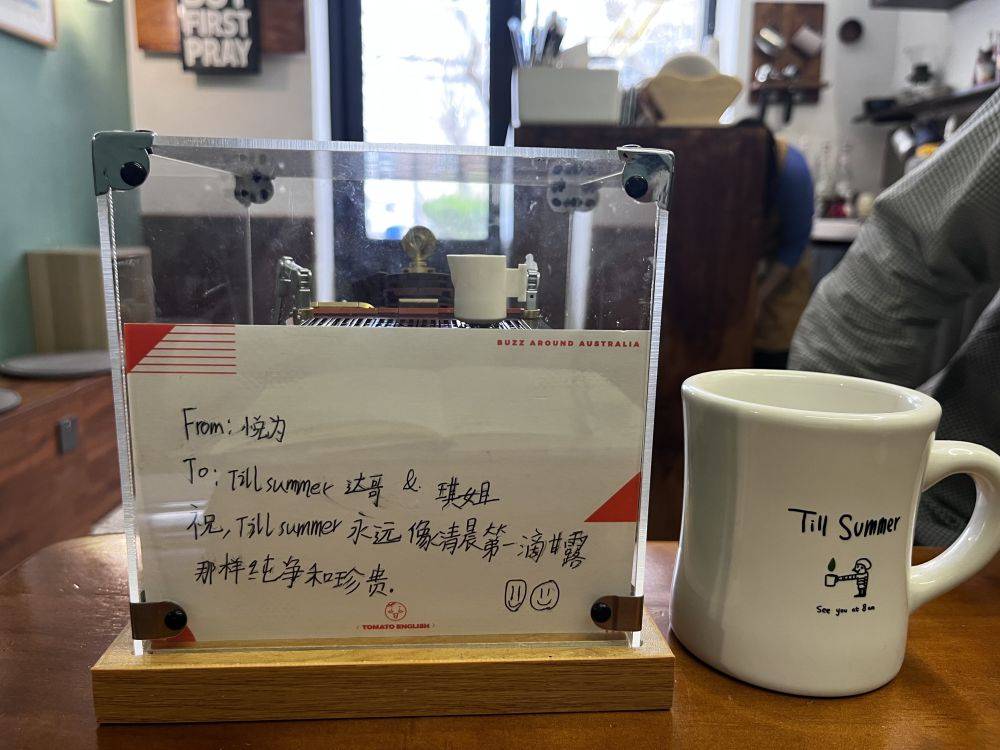 BUT
FIRST
PRAY
BUZZ AROUND AUSTRALIA
From: 悦为
To: Till summer 达哥 & 琪姐
祝, Till summer 永远像清晨第一滴甘露
那样纯净和珍贵.
TOMATO ENGLISH
Till Summer
See you at 8am